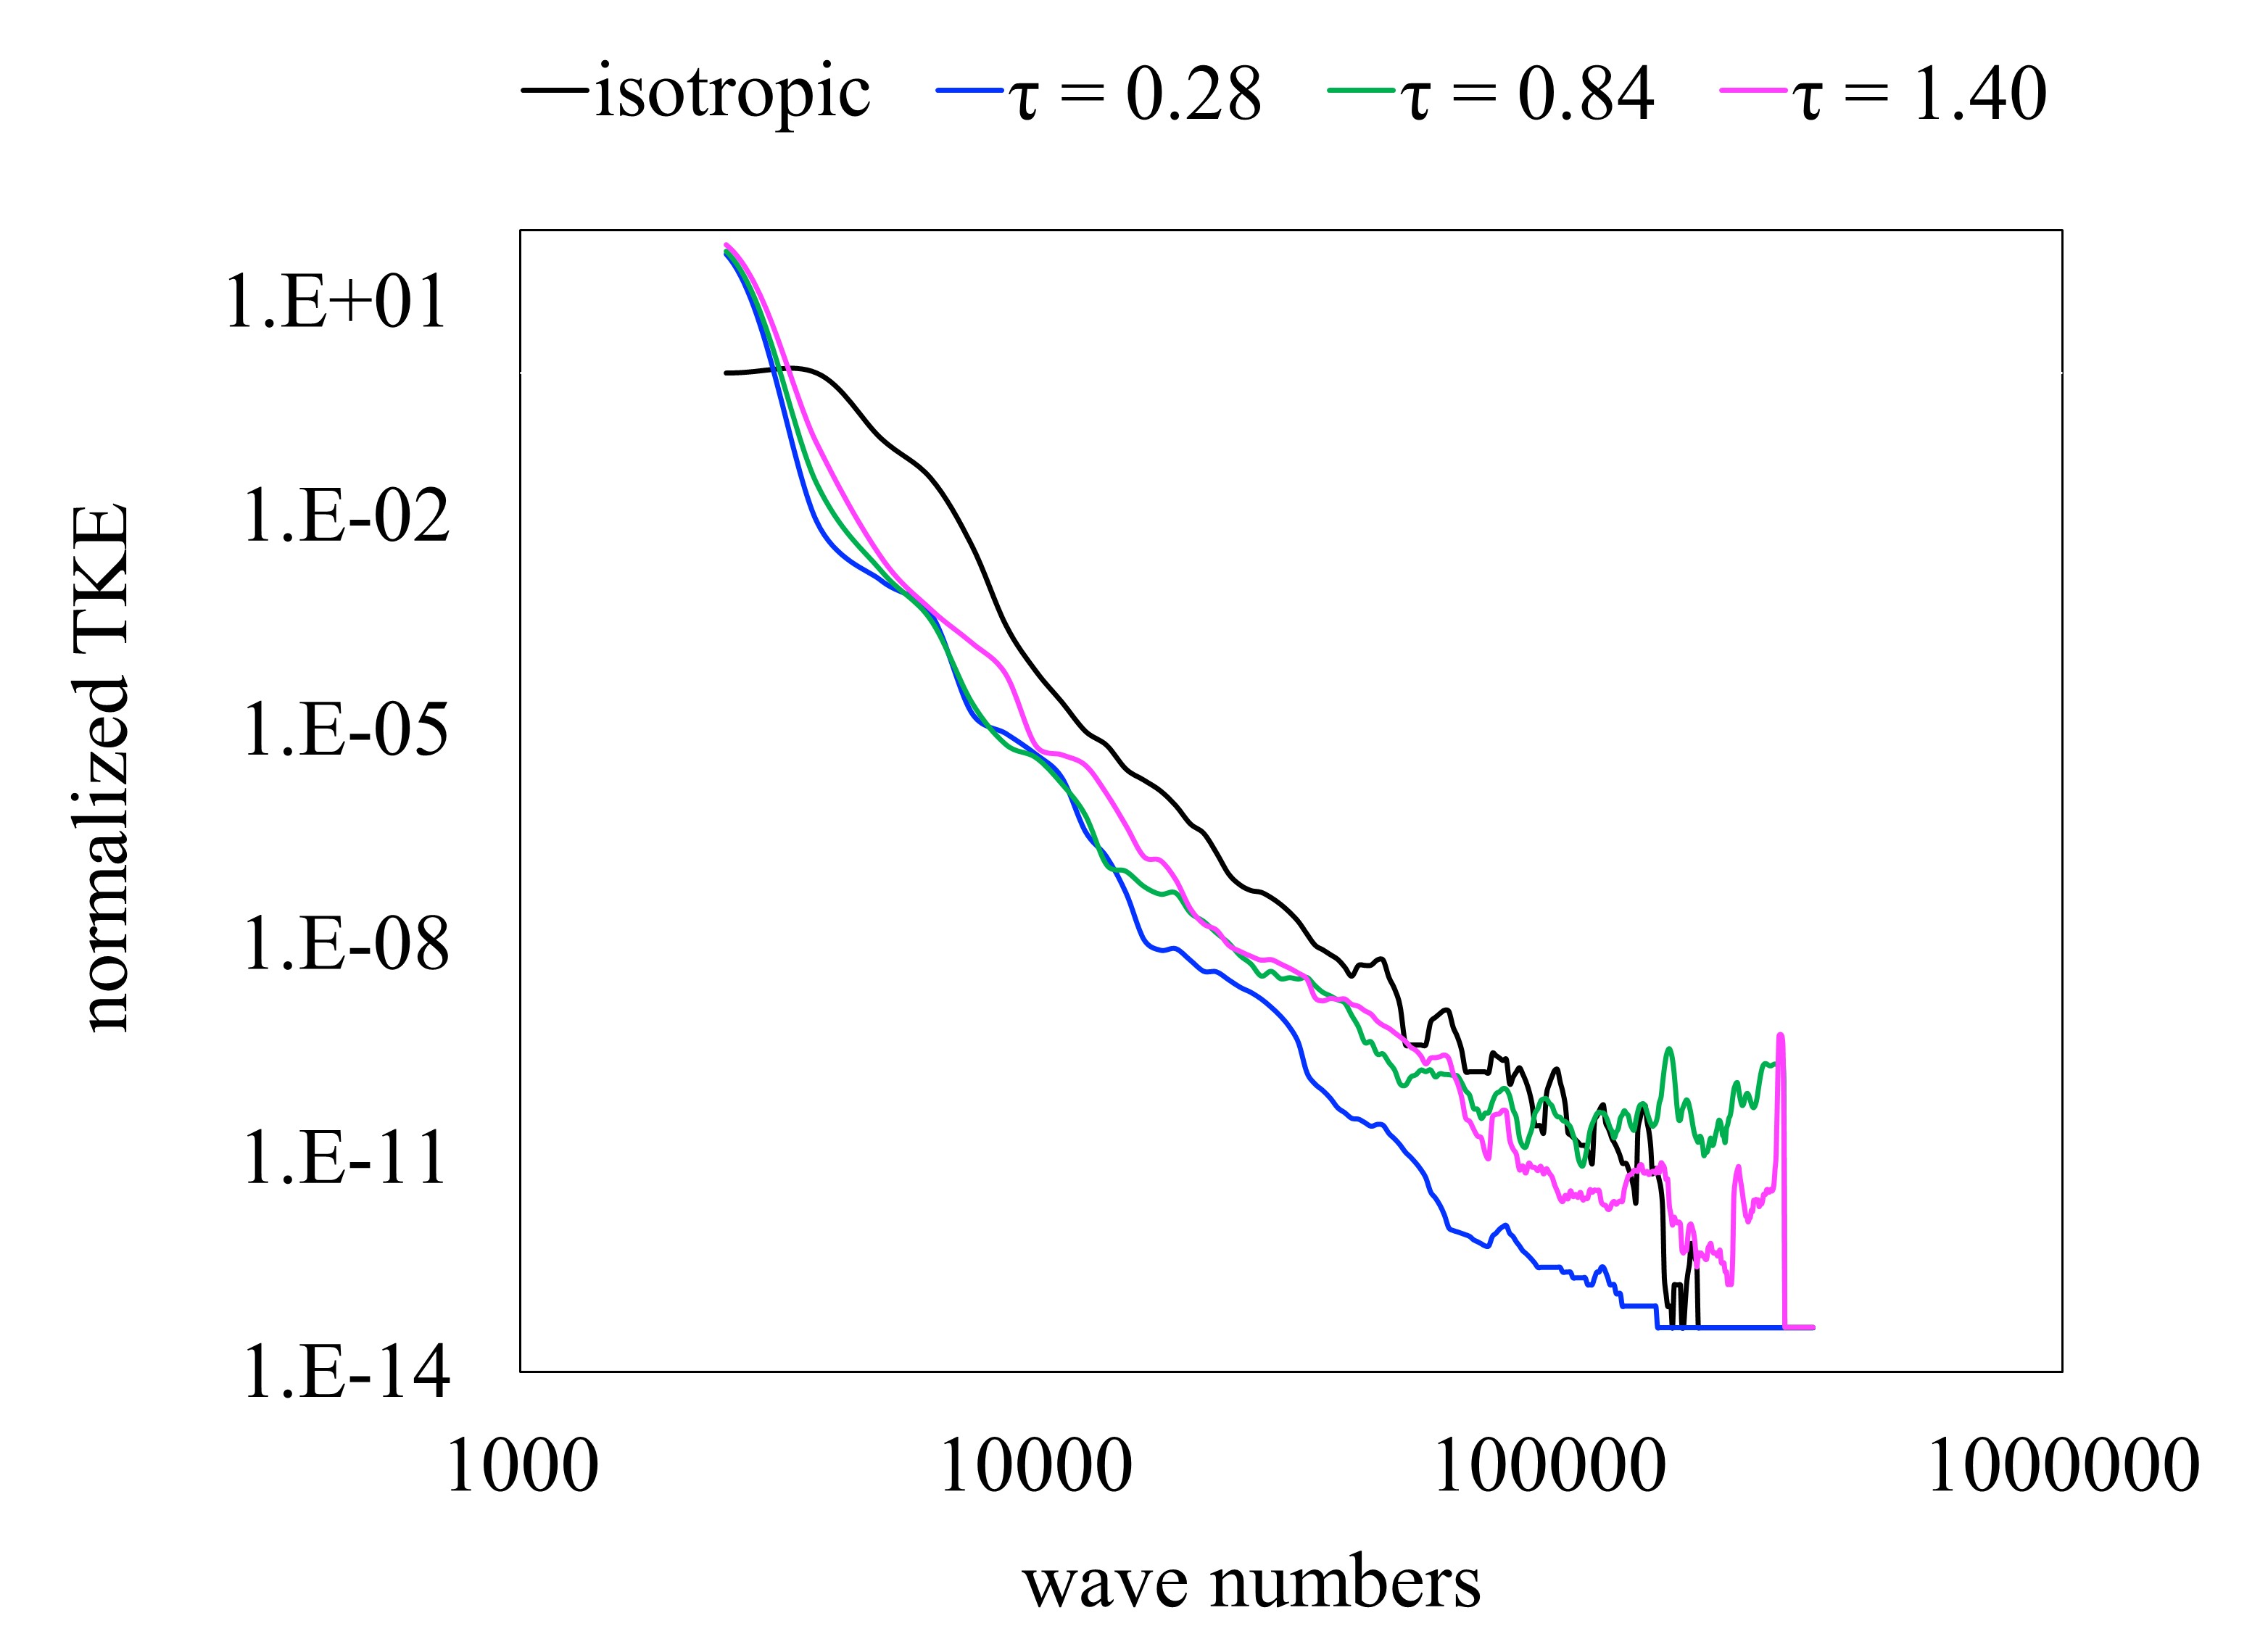 isotropic τ = 0.28 τ = 0.84 τ = 1.40
1.E+01
1.E-02
1.E-05
1.E-08
1.E-11
1.E-14
normalized TKE
1000 10000 100000 1000000
wave numbers